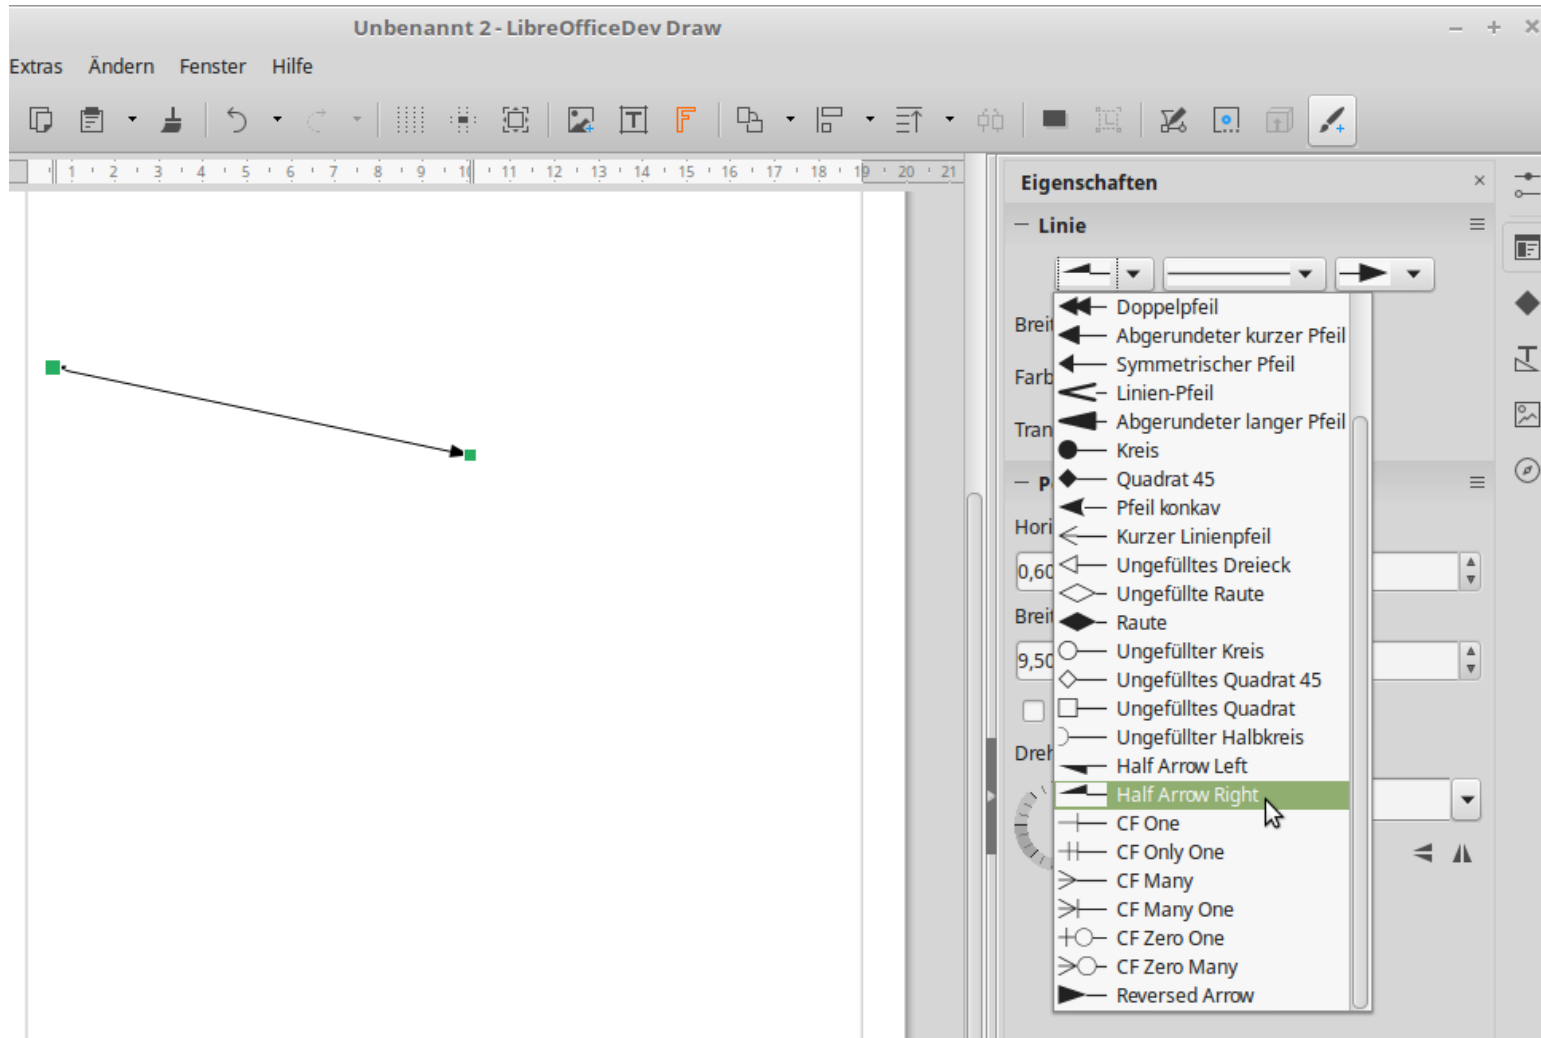 Unbenannt 2 - LibreOfficeDev Draw
Extras Ändern Fenster Hilfe
1 2 3 4 5 6 7 8 9 10 11 12 13 14 15 16 17 18 19 20 21
Eigenschaften
Linie
Doppelpfeil
Breit
Abgerundeter kurzer Pfeil
Symmetrischer Pfeil
Farb
Linien-Pfeil
Abgerundeter langer Pfeil
Tran
Kreis
Quadrat 45
P
Pfeil konkav
Hori
Kurzer Linienpfeil
Ungefülltes Dreieck
0,60
Ungefüllte Raute
Breit
Raute
Ungefüllter Kreis
9,50
Ungefülltes Quadrat 45
Ungefülltes Quadrat
Ungefüllter Halbkreis
Dreh
Half Arrow Left
Half Arrow Right
CF One
CF Only One
CF Many
CF Many One
CF Zero One
CF Zero Many
Reversed Arrow